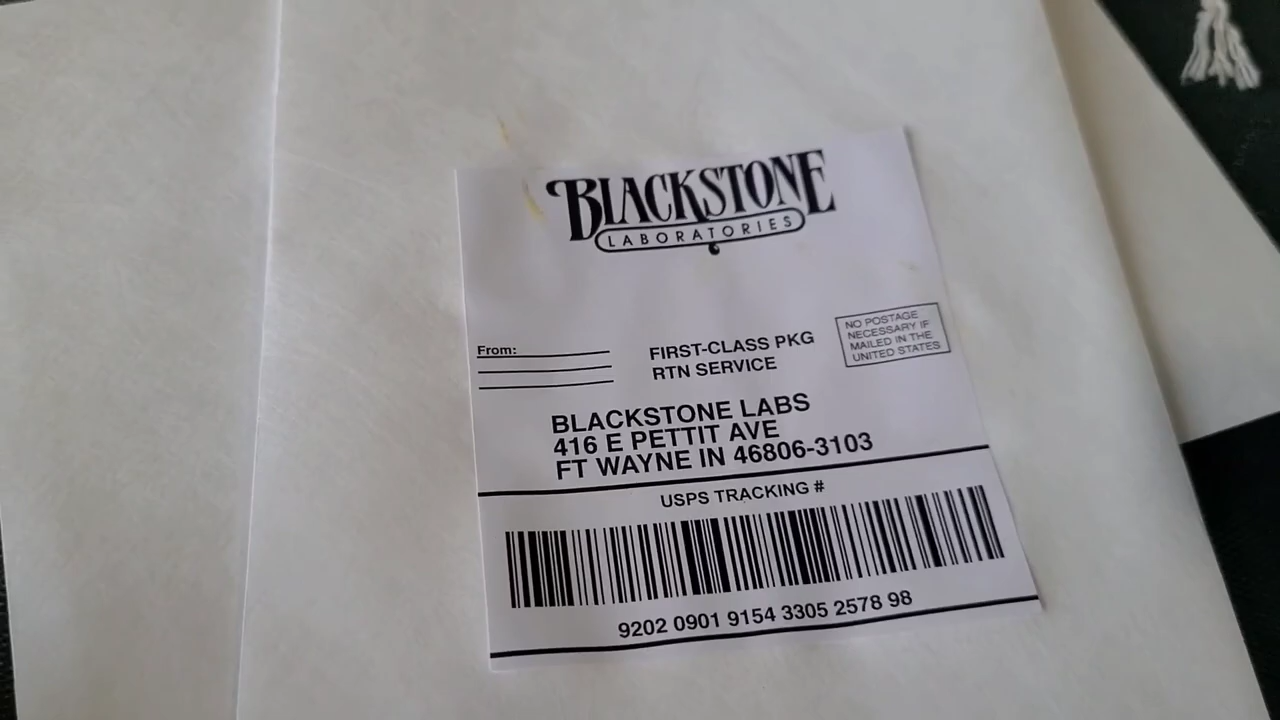 BLACKSTONE
LABORATORIES
From:
FIRST-CLASS PKG
RTN SERVICE
NO POSTAGE
NECESSARY IF
MAILED IN THE
UNITED STATES
BLACKSTONE LABS
416 E PETTIT AVE
FT WAYNE IN 46806-3103
USPS TRACKING #
9202 0901 9154 3305 2578 98